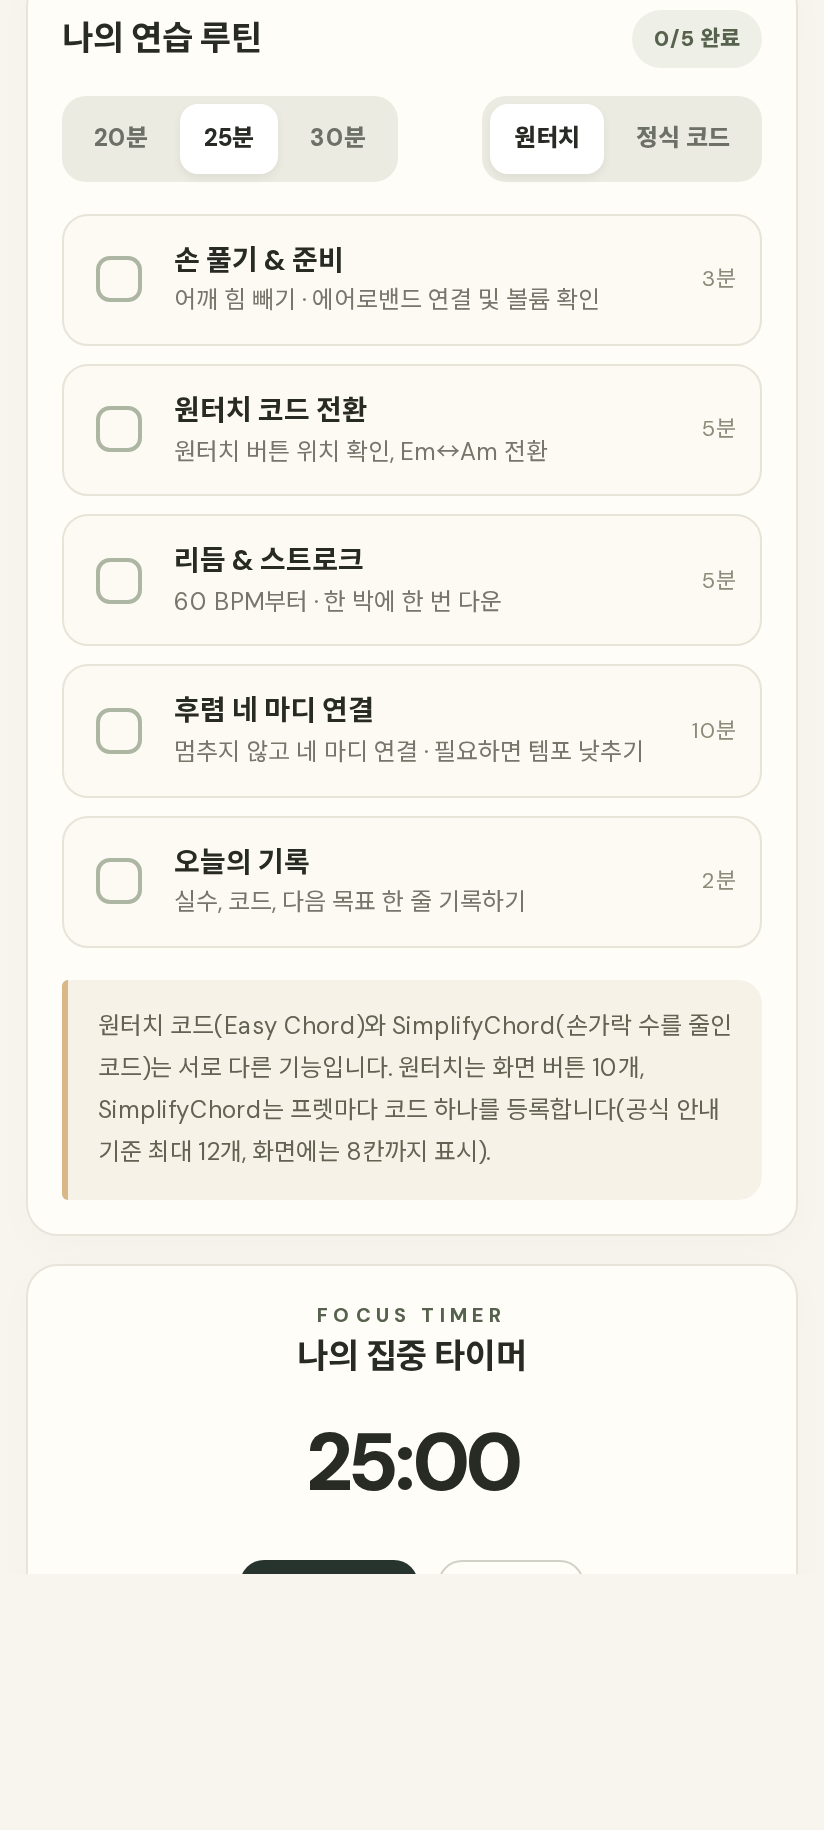 나의 연습 루틴
0/5 완료
20분 25분 30분 원터치 정식 코드
손 풀기 & 준비
어깨 힘 빼기 · 에어로밴드 연결 및 볼륨 확인
3분
원터치 코드 전환
원터치 버튼 위치 확인, Em↔Am 전환
5분
리듬 & 스트로크
60 BPM부터 · 한 박에 한 번 다운
5분
후렴 네 마디 연결
멈추지 않고 네 마디 연결 · 필요하면 템포 낮추기
10분
오늘의 기록
실수, 코드, 다음 목표 한 줄 기록하기
2분
원터치 코드(Easy Chord)와 SimplifyChord(손가락 수를 줄인
코드)는 서로 다른 기능입니다. 원터치는 화면 버튼 10개,
SimplifyChord는 프렛마다 코드 하나를 등록합니다(공식 안내
기준 최대 12개, 화면에는 8칸까지 표시).
FOCUS TIMER
나의 집중 타이머
25:00